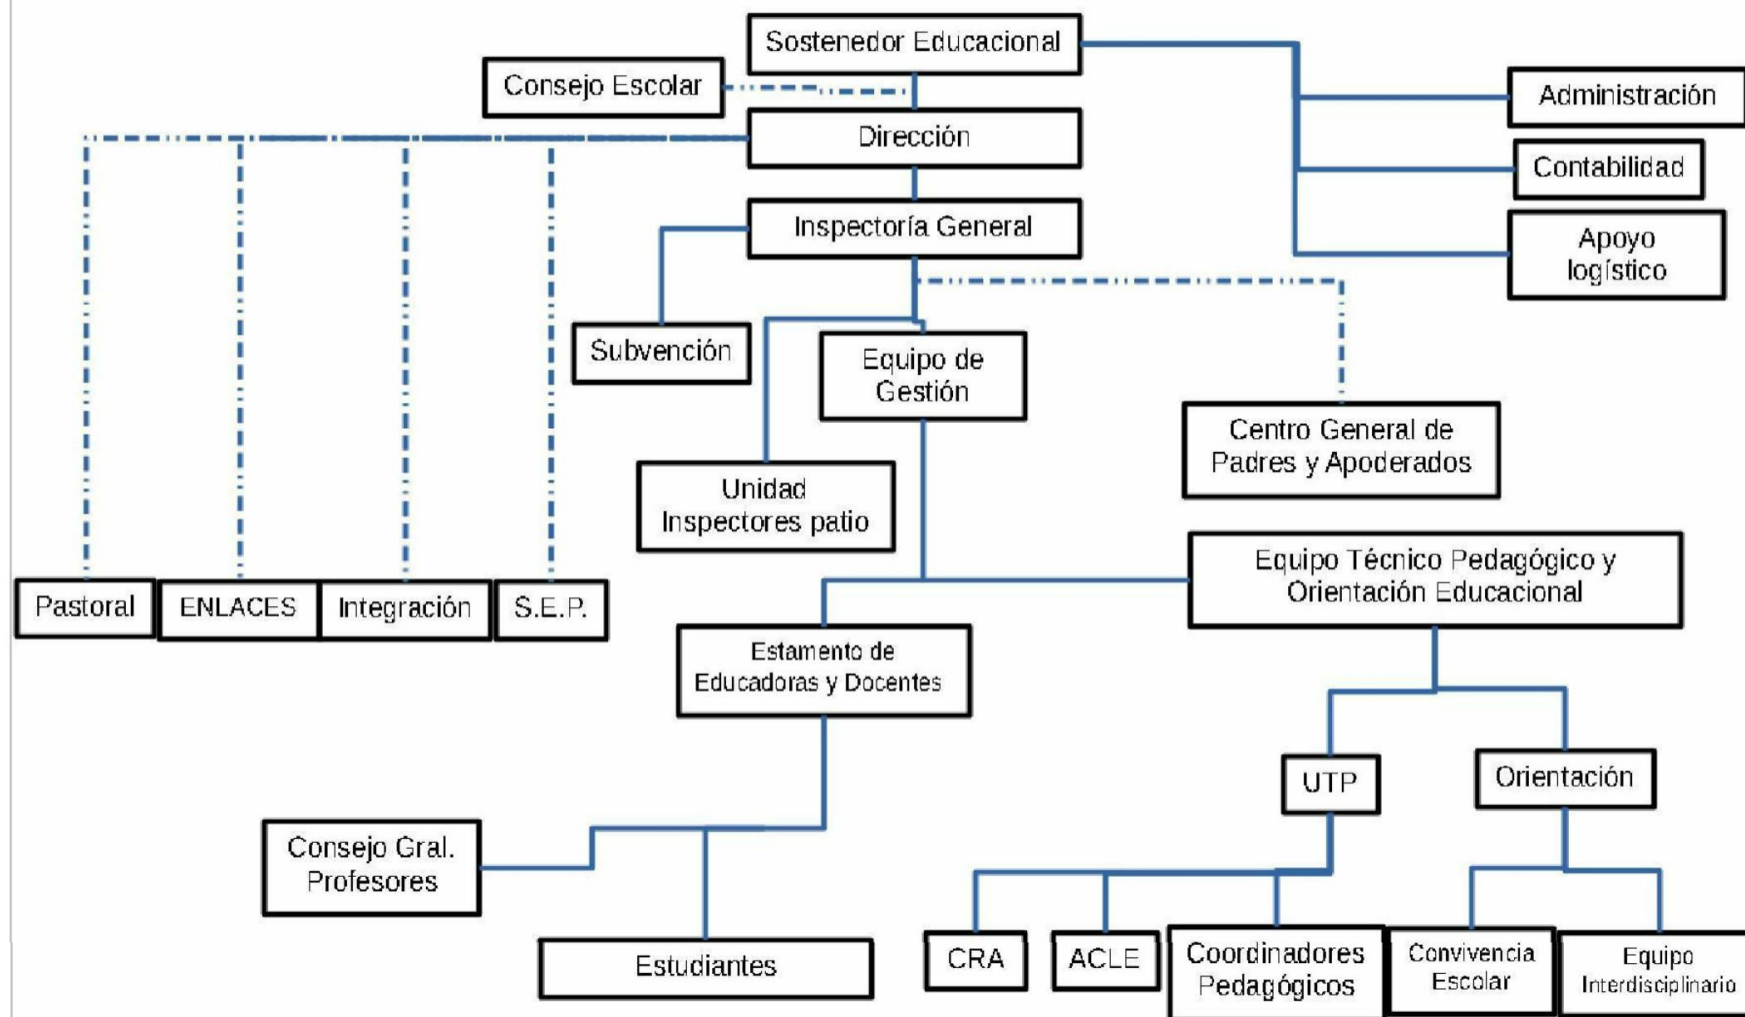 Sostenedor Educacional
Consejo Escolar
Administración
Dirección
Contabilidad
Inspectoría General
Apoyo
logístico
Subvención
Equipo de
Gestión
Centro General de
Padres y Apoderados
Unidad
Inspectores patio
Equipo Técnico Pedagógico y
Orientación Educacional
Pastoral
ENLACES
Integración
S.E.P.
Estamento de
Educadoras y Docentes
UTP
Orientación
Consejo Gral.
Profesores
Estudiantes
CRA
ACLE
Coordinadores
Pedagógicos
Convivencia
Escolar
Equipo
Interdisciplinario